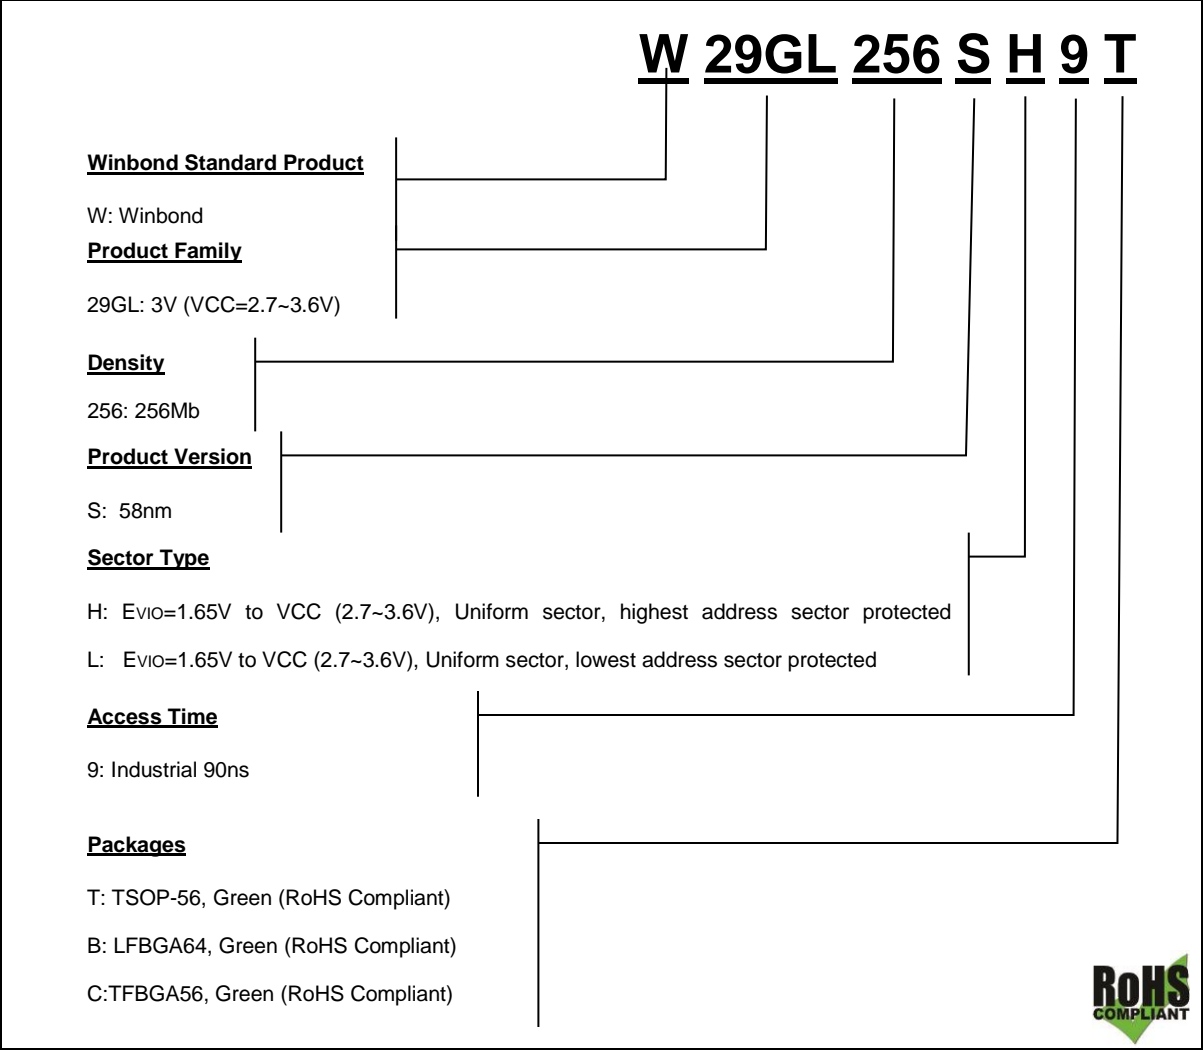 W 29GL 256 S H 9 T
Winbond Standard Product
W: Winbond
Product Family
29GL: 3V (VCC=2.7~3.6V)
Density
256: 256Mb
Product Version
S: 58nm
Sector Type
H: EVIO=1.65V to VCC (2.7~3.6V), Uniform sector, highest address sector protected
L: EVIO=1.65V to VCC (2.7~3.6V), Uniform sector, lowest address sector protected
Access Time
9: Industrial 90ns
Packages
T: TSOP-56, Green (RoHS Compliant)
B: LFBGA64, Green (RoHS Compliant)
C:TFBGA56, Green (RoHS Compliant)
RoHS
COMPLIANT